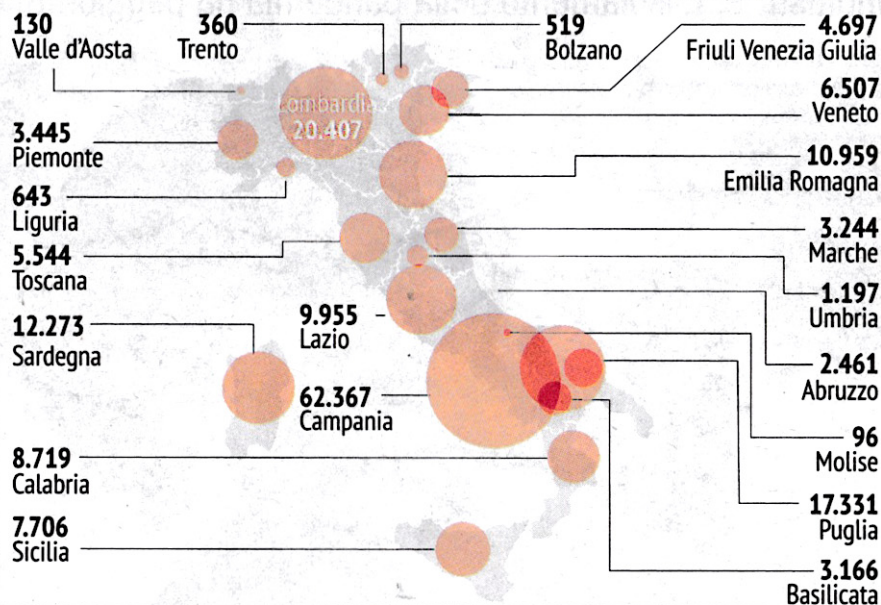 130
Valle d'Aosta
360
Trento
519
Bolzano
4.697
Friuli Venezia Giulia
6.507
Veneto
Lombardia
20.407
3.445
Piemonte
10.959
Emilia Romagna
643
Liguria
3.244
Marche
5.544
Toscana
1.197
Umbria
12.273
Sardegna
9.955
Lazio
2.461
Abruzzo
62.367
Campania
96
Molise
8.719
Calabria
17.331
Puglia
7.706
Sicilia
3.166
Basilicata